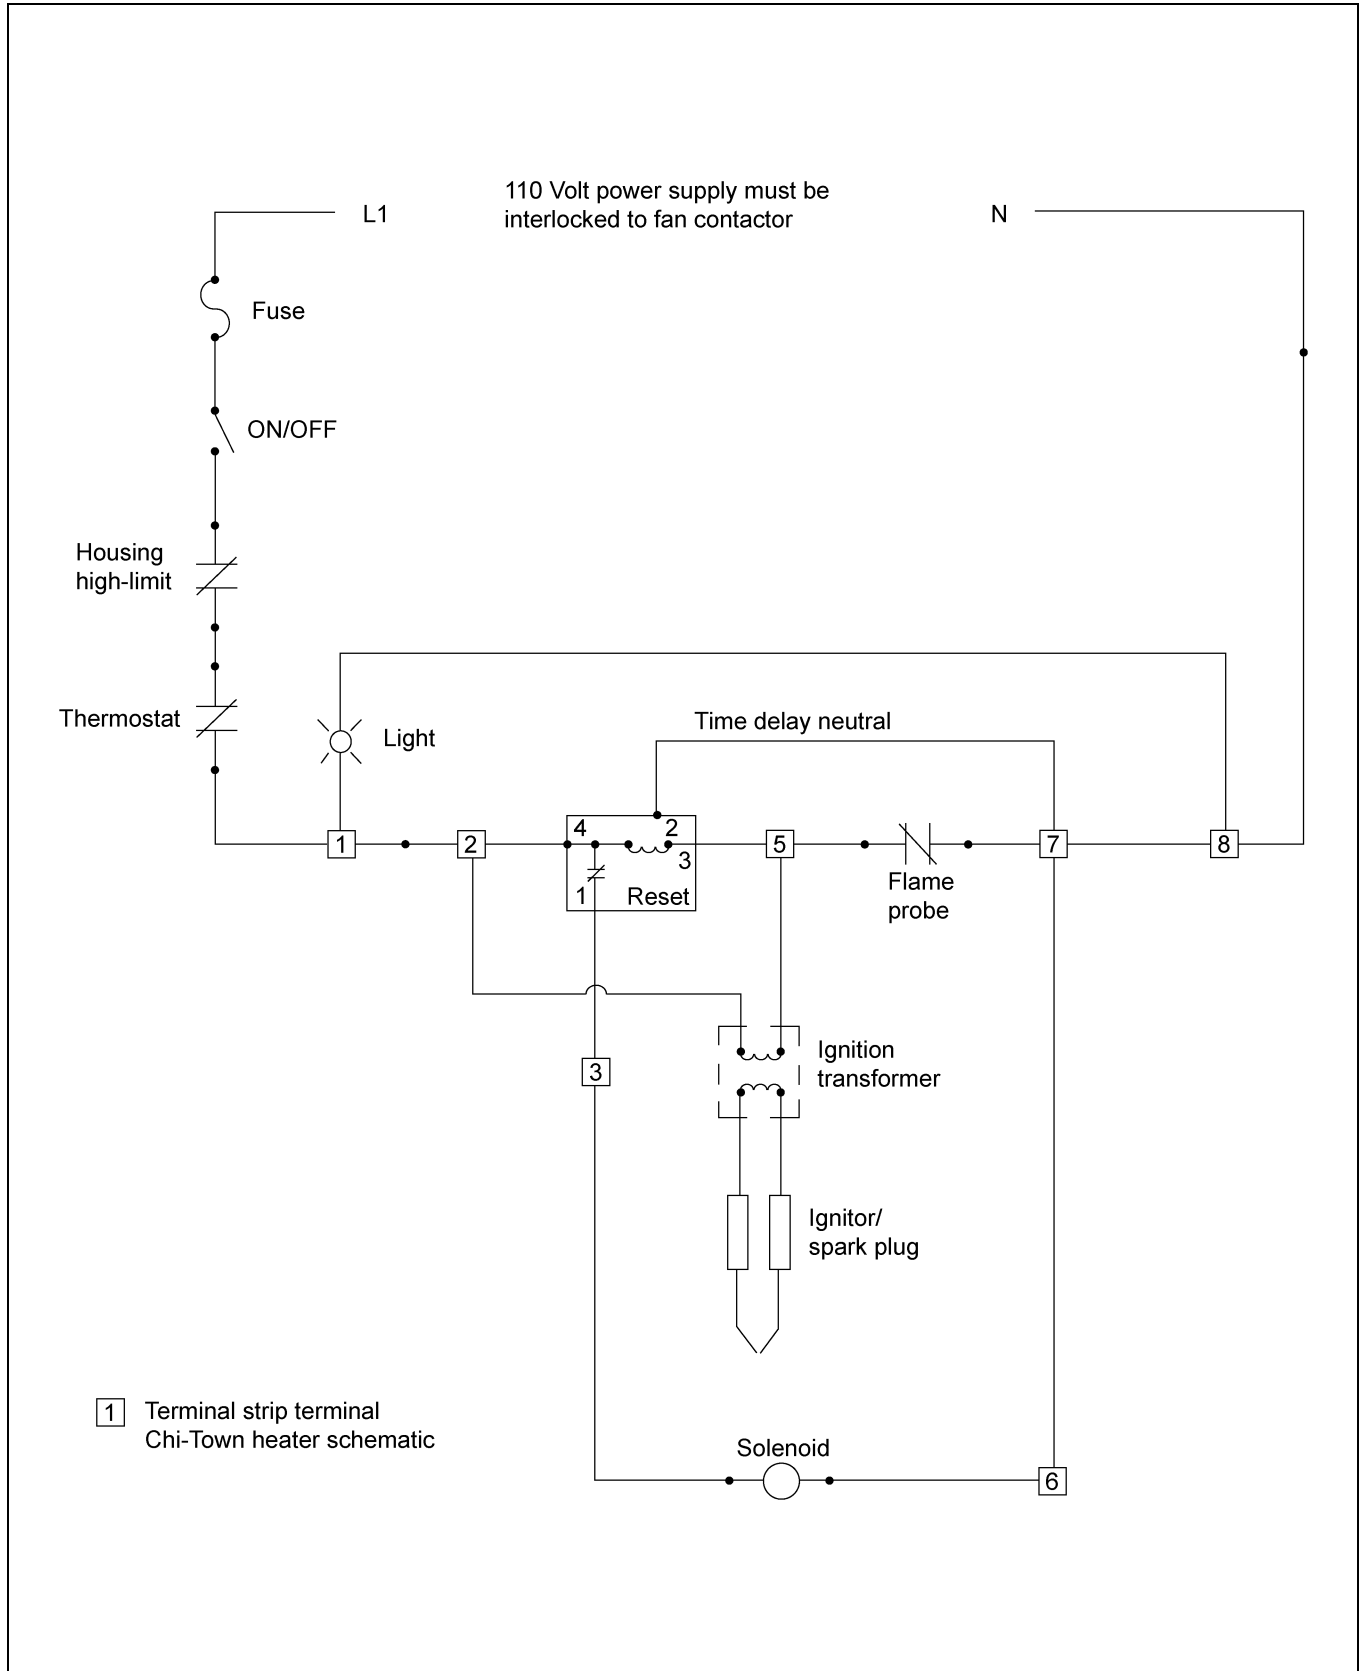 110 Volt power supply must be
interlocked to fan contactor
L1
N
Fuse
ON/OFF
Housing
high-limit
Thermostat
Light
Time delay neutral
1
2
4
2
3
1
Reset
5
7
8
Flame
probe
3
Ignition
transformer
Ignitor/
spark plug
1
Terminal strip terminal
Chi-Town heater schematic
Solenoid
6